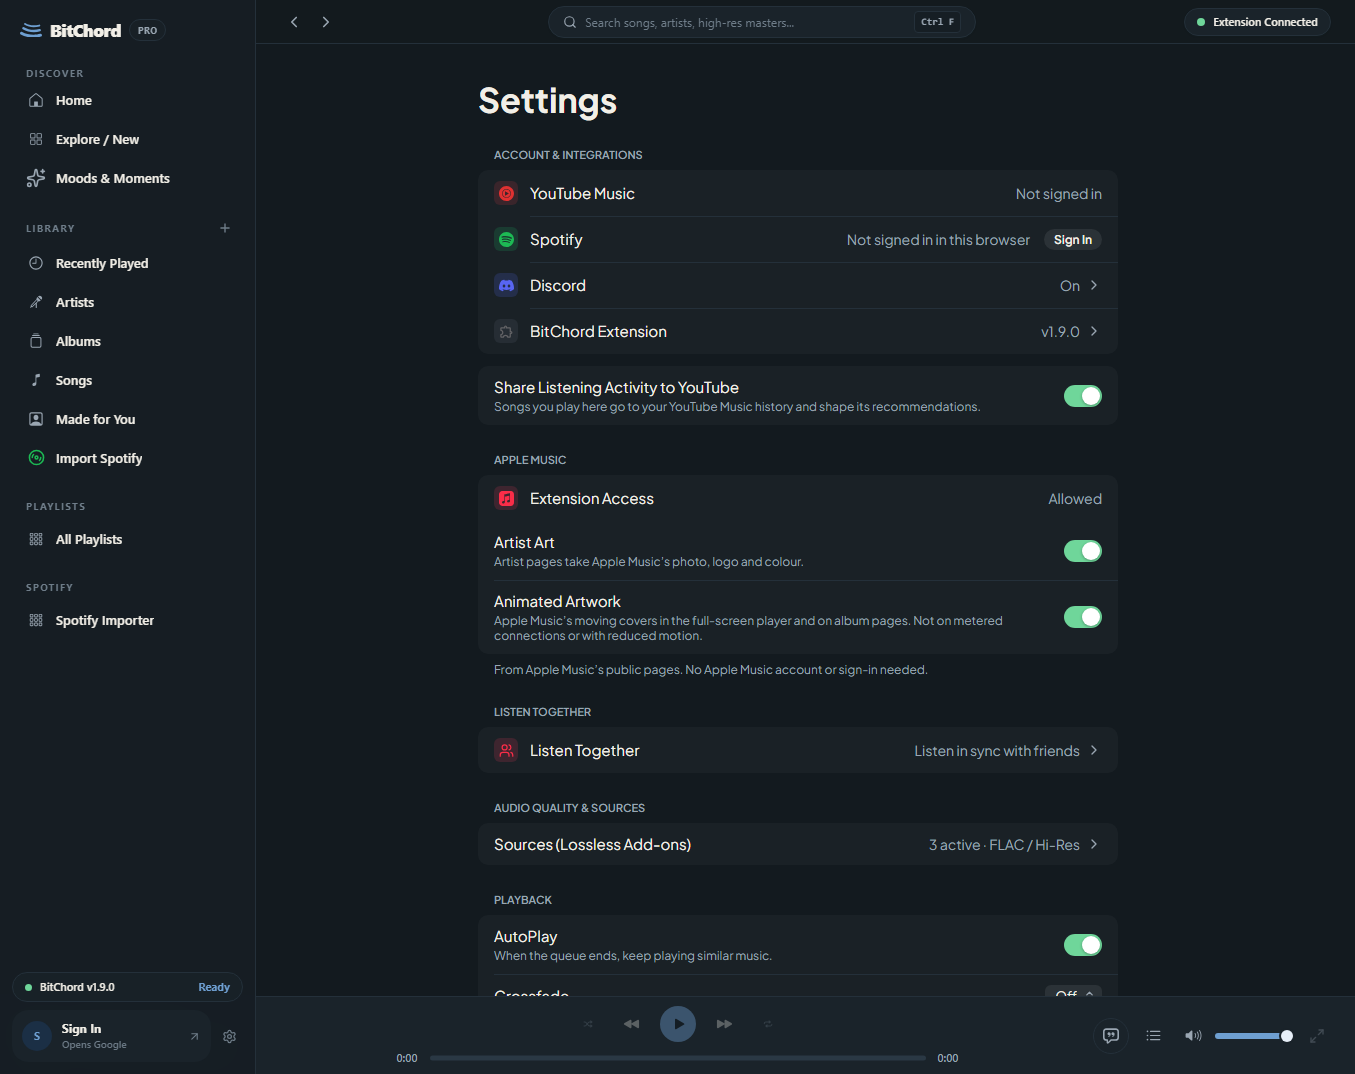 BitChord PRO
DISCOVER
Home
Explore / New
Moods & Moments
LIBRARY
Recently Played
Artists
Albums
Songs
Made for You
Import Spotify
PLAYLISTS
All Playlists
SPOTIFY
Spotify Importer
BitChord v1.9.0 Ready
S
Sign In
Opens Google
Search songs, artists, high-res masters... Ctrl F
Extension Connected
Settings
ACCOUNT & INTEGRATIONS
YouTube Music Not signed in
Spotify Not signed in in this browser Sign In
Discord On
BitChord Extension v1.9.0
Share Listening Activity to YouTube
Songs you play here go to your YouTube Music history and shape its recommendations.
APPLE MUSIC
Extension Access Allowed
Artist Art
Artist pages take Apple Music's photo, logo and colour.
Animated Artwork
Apple Music's moving covers in the full-screen player and on album pages. Not on metered
connections or with reduced motion.
From Apple Music's public pages. No Apple Music account or sign-in needed.
LISTEN TOGETHER
Listen Together Listen in sync with friends
AUDIO QUALITY & SOURCES
Sources (Lossless Add-ons) 3 active · FLAC / Hi-Res
PLAYBACK
AutoPlay
When the queue ends, keep playing similar music.
Crossfade Off
0:00 0:00